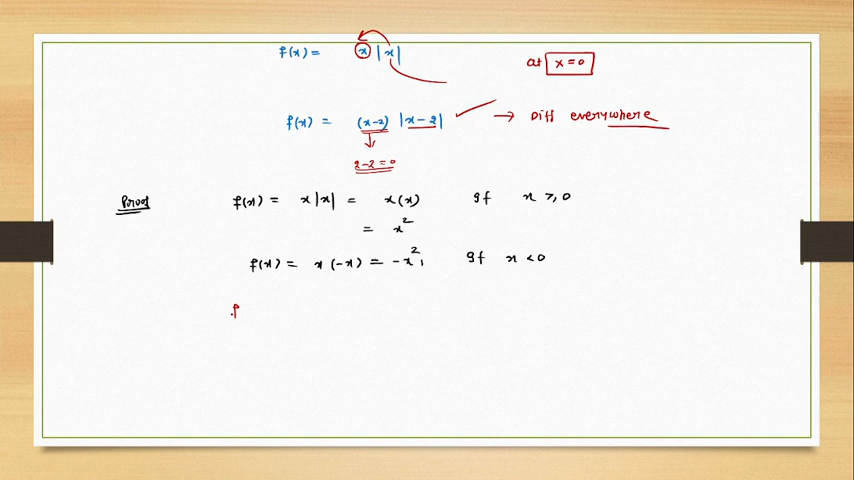 f(x) = x |x|
at x=0
f(x) = (x-2) |x-2| ✓ → Diff everywhere
2-2=0
Proof f(x) = x|x| = x(x) If x ≥ 0
= x²
f(x) = x(-x) = -x², If x < 0
f